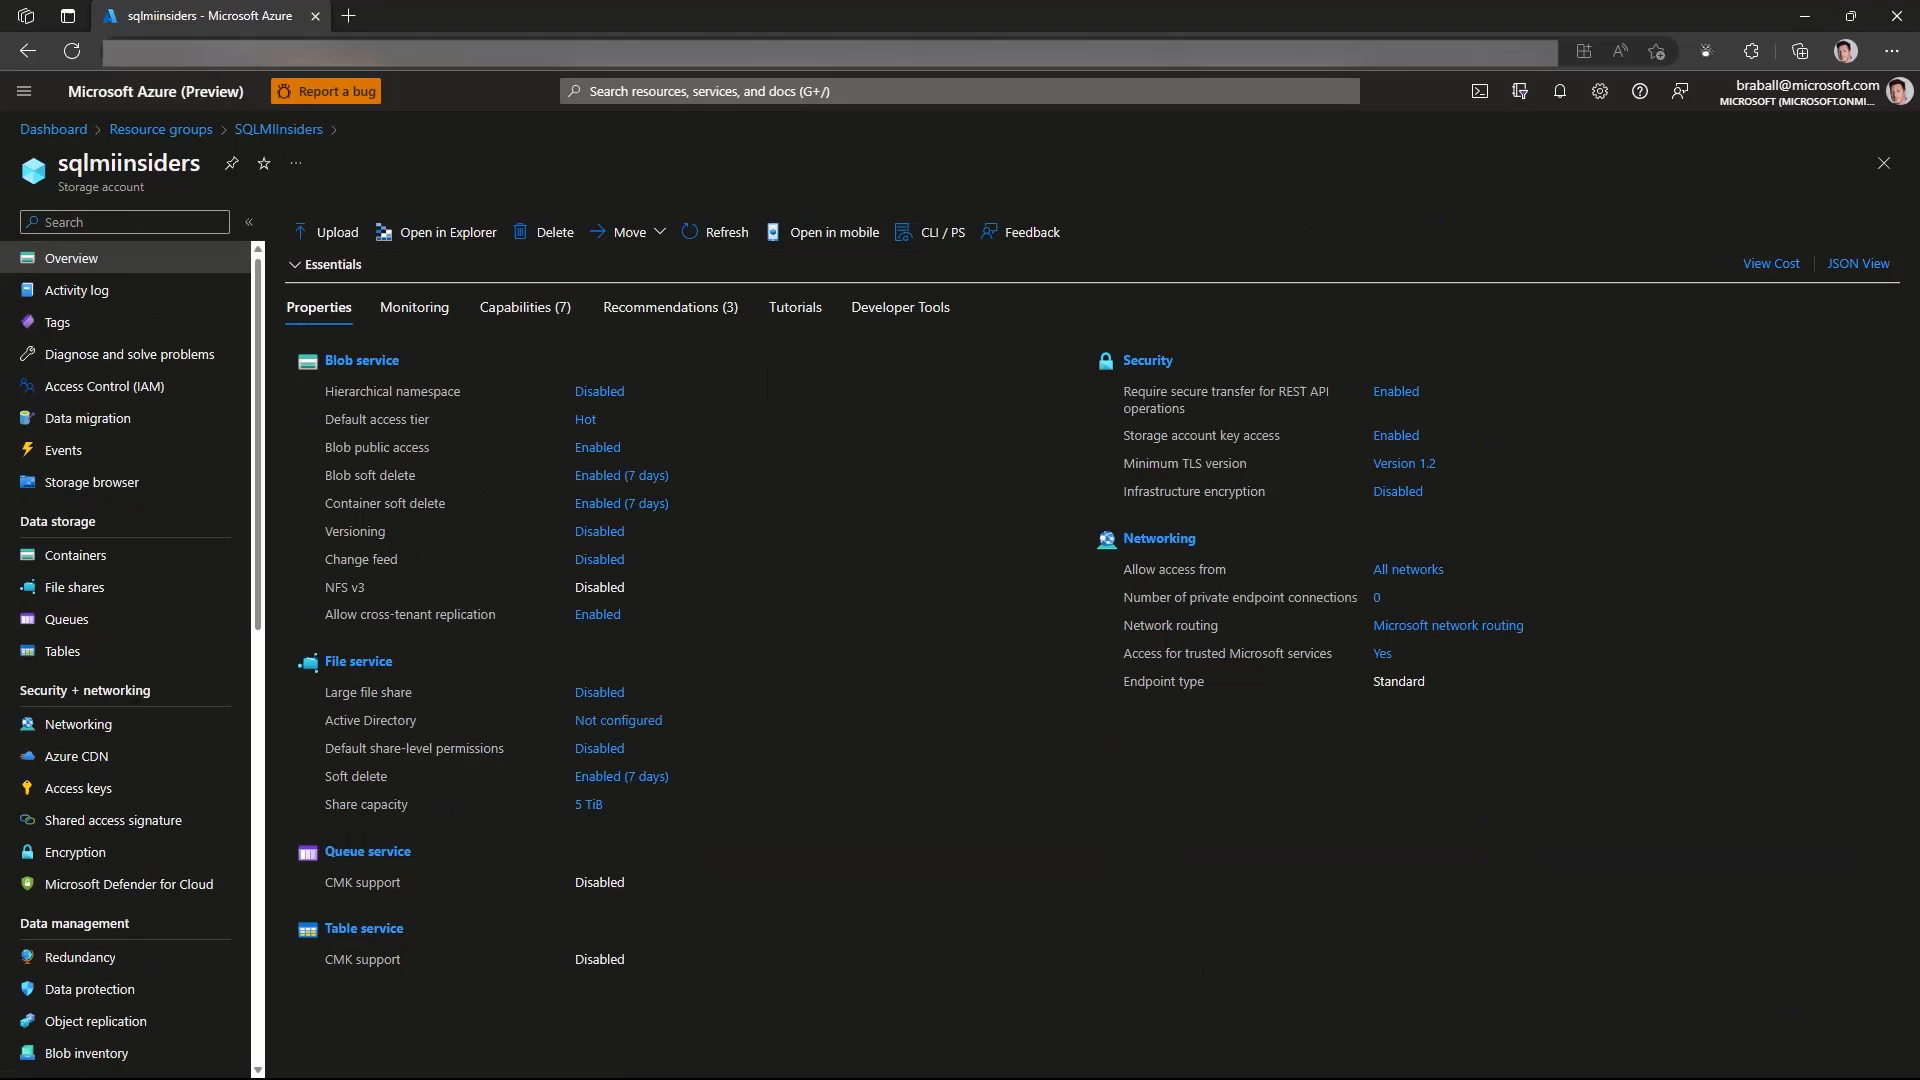 sqlmiinsiders - Microsoft Azure
Microsoft Azure (Preview)
Report a bug
Search resources, services, and docs (G+/)
braball@microsoft.com
MICROSOFT (MICROSOFT.ONMI...
Dashboard > Resource groups > SQLMIInsiders >
sqlmiinsiders
Storage account
Search
Upload
Open in Explorer
Delete
Move
Refresh
Open in mobile
CLI / PS
Feedback
Essentials
View Cost
JSON View
Overview
Activity log
Tags
Diagnose and solve problems
Access Control (IAM)
Data migration
Events
Storage browser
Data storage
Containers
File shares
Queues
Tables
Security + networking
Networking
Azure CDN
Access keys
Shared access signature
Encryption
Microsoft Defender for Cloud
Data management
Redundancy
Data protection
Object replication
Blob inventory
Properties
Monitoring
Capabilities (7)
Recommendations (3)
Tutorials
Developer Tools
Blob service
Hierarchical namespace Disabled
Default access tier Hot
Blob public access Enabled
Blob soft delete Enabled (7 days)
Container soft delete Enabled (7 days)
Versioning Disabled
Change feed Disabled
NFS v3 Disabled
Allow cross-tenant replication Enabled
File service
Large file share Disabled
Active Directory Not configured
Default share-level permissions Disabled
Soft delete Enabled (7 days)
Share capacity 5 TiB
Queue service
CMK support Disabled
Table service
CMK support Disabled
Security
Require secure transfer for REST API Enabled
operations
Storage account key access Enabled
Minimum TLS version Version 1.2
Infrastructure encryption Disabled
Networking
Allow access from All networks
Number of private endpoint connections 0
Network routing Microsoft network routing
Access for trusted Microsoft services Yes
Endpoint type Standard